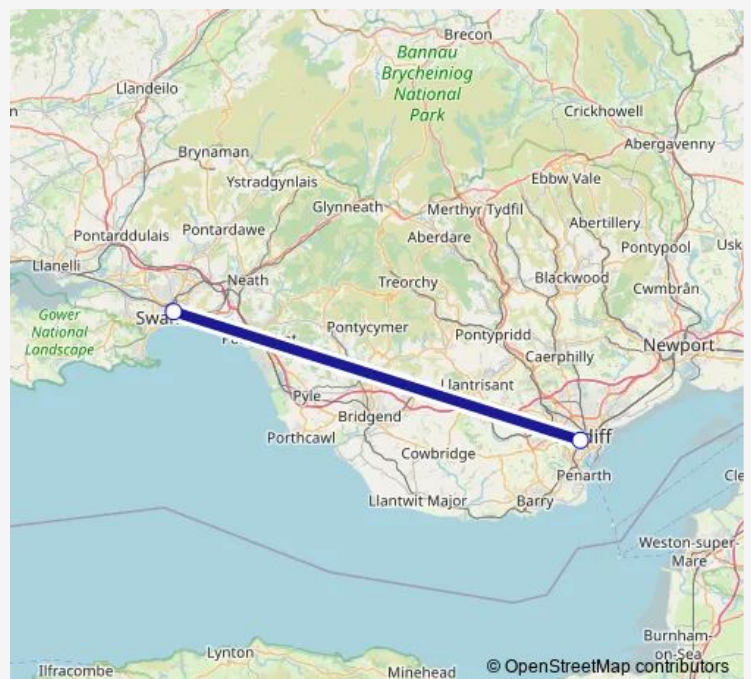 Brecon
Bannau
Brycheiniog
National
Park
Llandeilo
Crickhowell
Abergavenny
Brynaman
Ystradgynlais
Ebbw Vale
Glynneath
Merthyr Tydfil
Abertillery
Pontarddulais
Pontardawe
Aberdare
Pontypool
Usk
Llanelli
Neath
Treorchy
Blackwood
Cwmbrân
Gower
National
Landscape
Pontycymer
Pontypridd
Newport
Caerphilly
Llantrisant
Pyle
Bridgend
Porthcawl
Cowbridge
Penarth
Llantwit Major
Barry
Weston-super-
Mare
Burnham-
on-Sea
Lynton
Ilfracombe
Minehead
© OpenStreetMap contributors